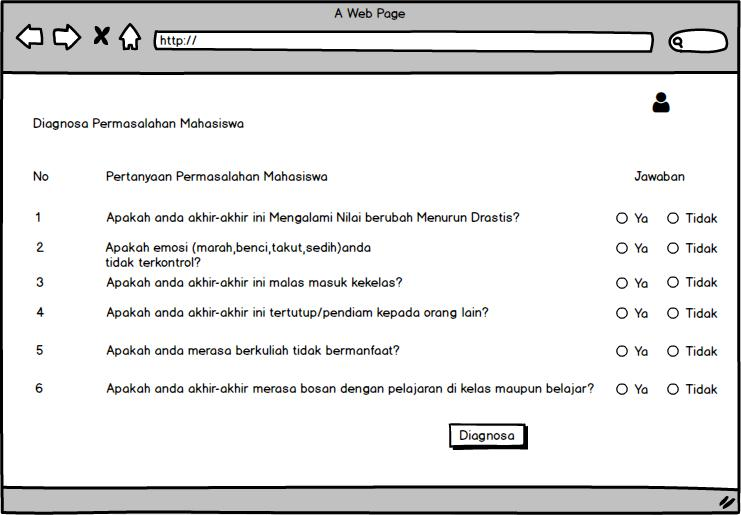 A Web Page
http://
Diagnosa Permasalahan Mahasiswa
No Pertanyaan Permasalahan Mahasiswa Jawaban
1 Apakah anda akhir-akhir ini Mengalami Nilai berubah Menurun Drastis? Ya Tidak
2 Apakah emosi (marah,benci,takut,sedih)anda Ya Tidak
tidak terkontrol?
3 Apakah anda akhir-akhir ini malas masuk kekelas? Ya Tidak
4 Apakah anda akhir-akhir ini tertutup/pendiam kepada orang lain? Ya Tidak
5 Apakah anda merasa berkuliah tidak bermanfaat? Ya Tidak
6 Apakah anda akhir-akhir merasa bosan dengan pelajaran di kelas maupun belajar? Ya Tidak
Diagnosa